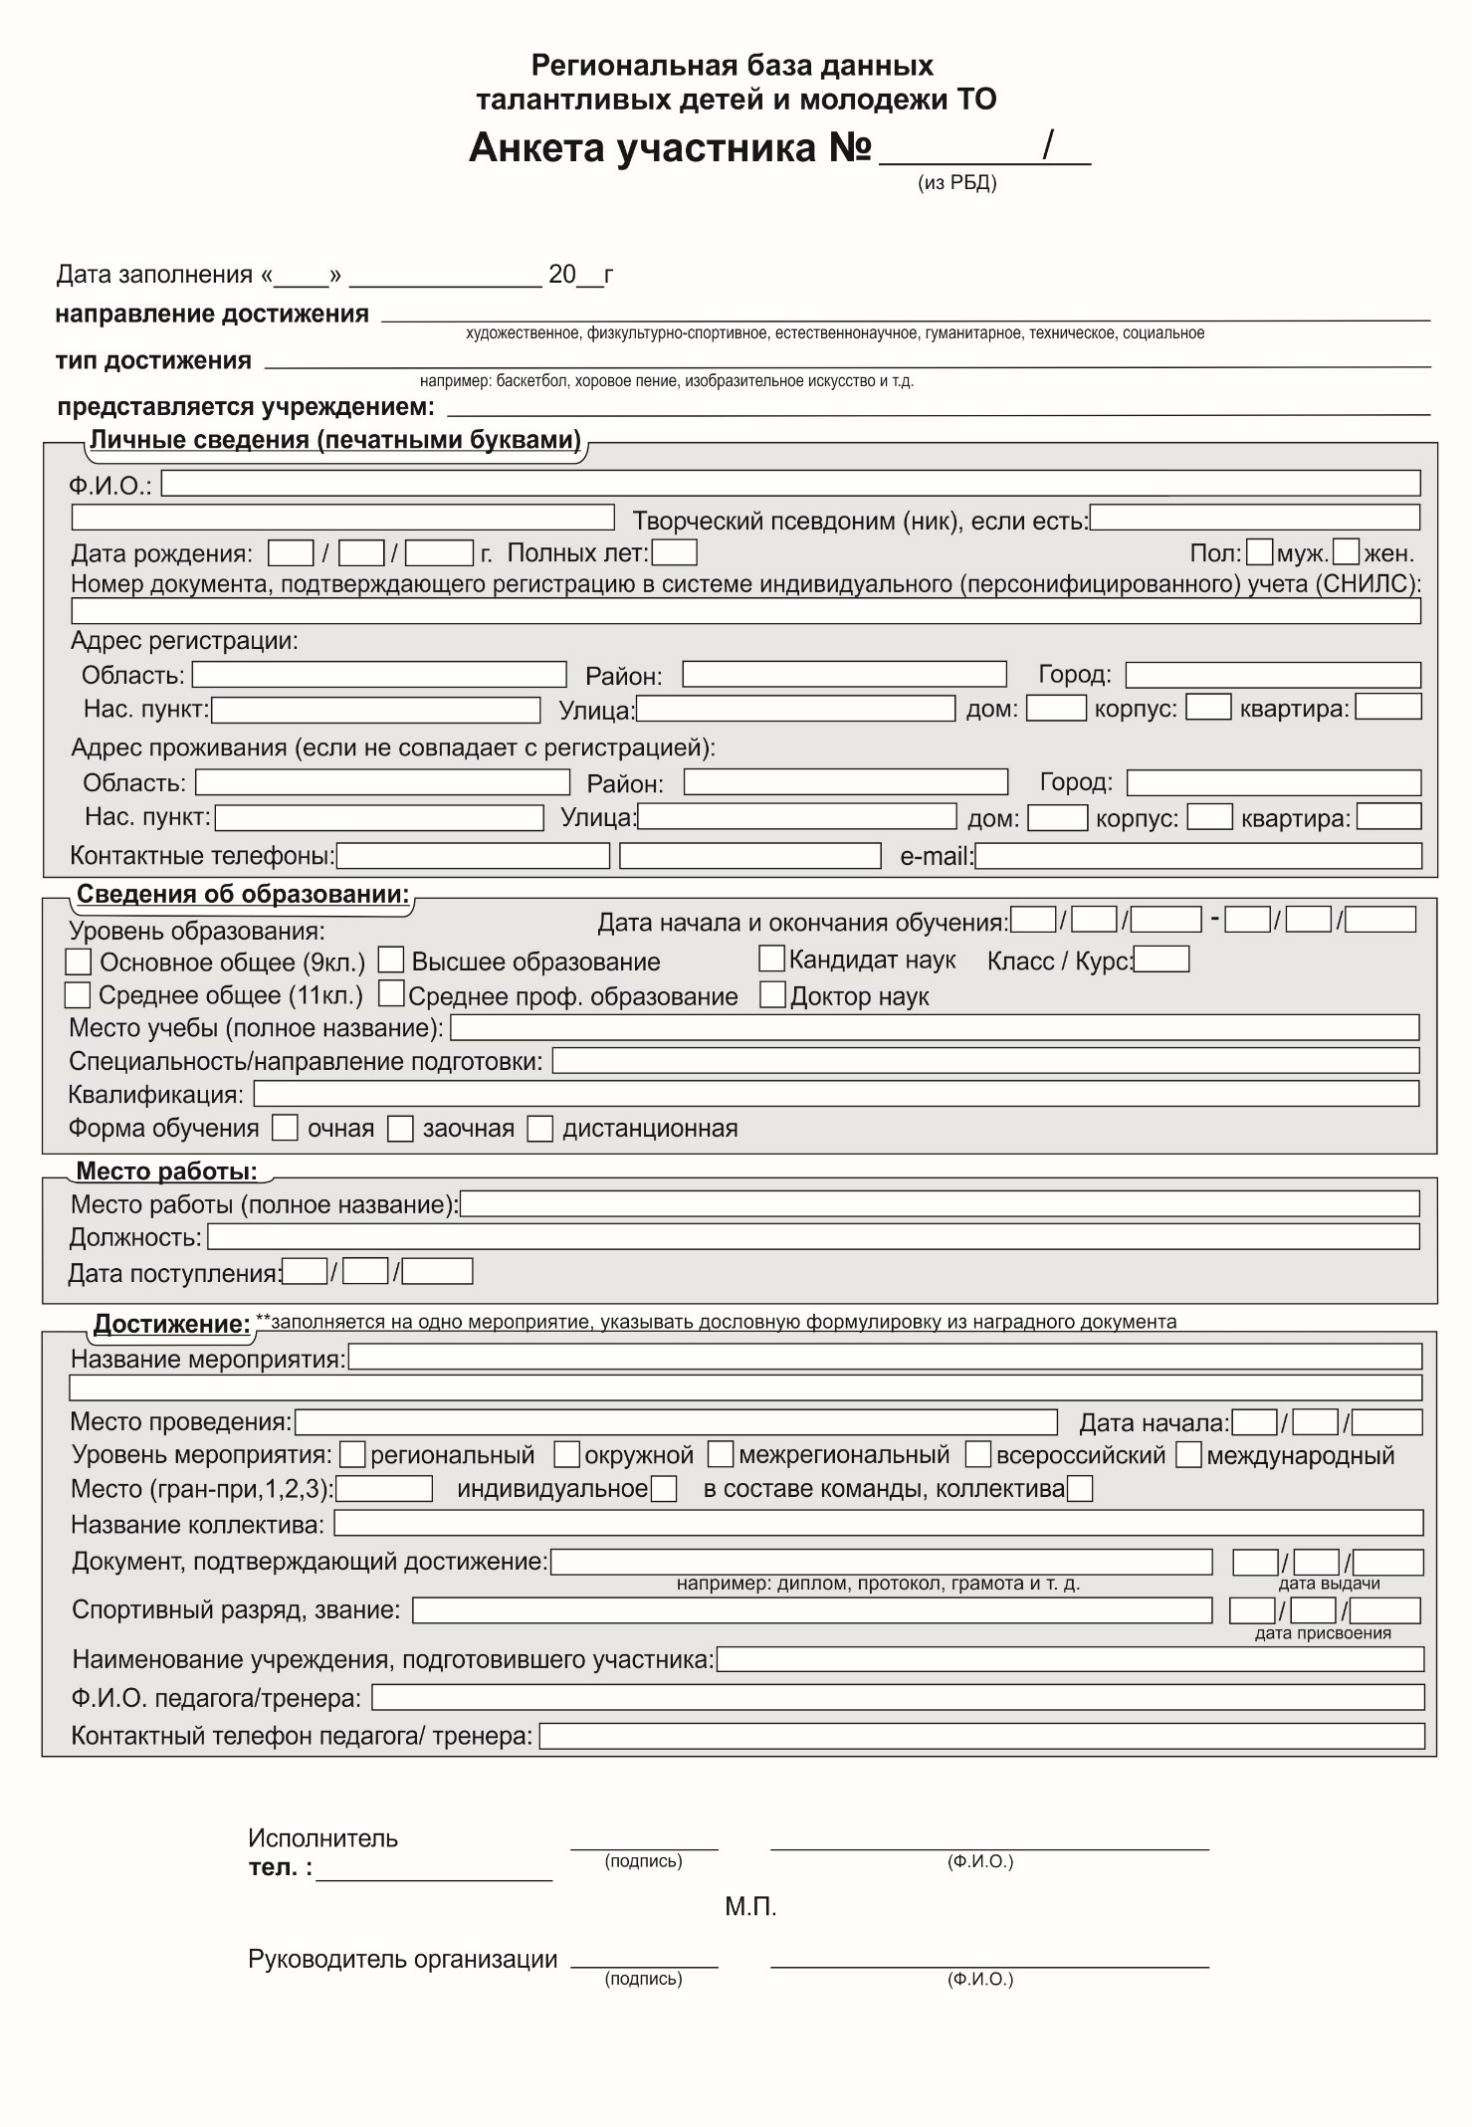 Региональная база данных
талантливых детей и молодежи ТО
Анкета участника № ________/__
(из РБД)
Дата заполнения «____» ______________ 20__г
направление достижения
художественное, физкультурно-спортивное, естественнонаучное, гуманитарное, техническое, социальное
тип достижения
например: баскетбол, хоровое пение, изобразительное искусство и т.д.
представляется учреждением:
Личные сведения (печатными буквами)
Ф.И.О.:
Творческий псевдоним (ник), если есть:
Дата рождения: / / г. Полных лет: Пол: муж. жен.
Номер документа, подтверждающего регистрацию в системе индивидуального (персонифицированного) учета (СНИЛС):
Адрес регистрации:
Область: Район: Город:
Нас. пункт: Улица: дом: корпус: квартира:
Адрес проживания (если не совпадает с регистрацией):
Область: Район: Город:
Нас. пункт: Улица: дом: корпус: квартира:
Контактные телефоны: e-mail:
Сведения об образовании:
Дата начала и окончания обучения: / / - / /
Уровень образования:
Основное общее (9кл.) Высшее образование Кандидат наук Класс / Курс:
Среднее общее (11кл.) Среднее проф. образование Доктор наук
Место учебы (полное название):
Специальность/направление подготовки:
Квалификация:
Форма обучения очная заочная дистанционная
Место работы:
Место работы (полное название):
Должность:
Дата поступления: / /
Достижение: **заполняется на одно мероприятие, указывать дословную формулировку из наградного документа
Название мероприятия:
Место проведения: Дата начала: / /
Уровень мероприятия: региональный окружной межрегиональный всероссийский международный
Место (гран-при,1,2,3): индивидуальное в составе команды, коллектива
Название коллектива:
Документ, подтверждающий достижение: / /
например: диплом, протокол, грамота и т. д. дата выдачи
Спортивный разряд, звание: / /
дата присвоения
Наименование учреждения, подготовившего участника:
Ф.И.О. педагога/тренера:
Контактный телефон педагога/ тренера:
Исполнитель
тел. :
(подпись) (Ф.И.О.)
М.П.
Руководитель организации
(подпись) (Ф.И.О.)